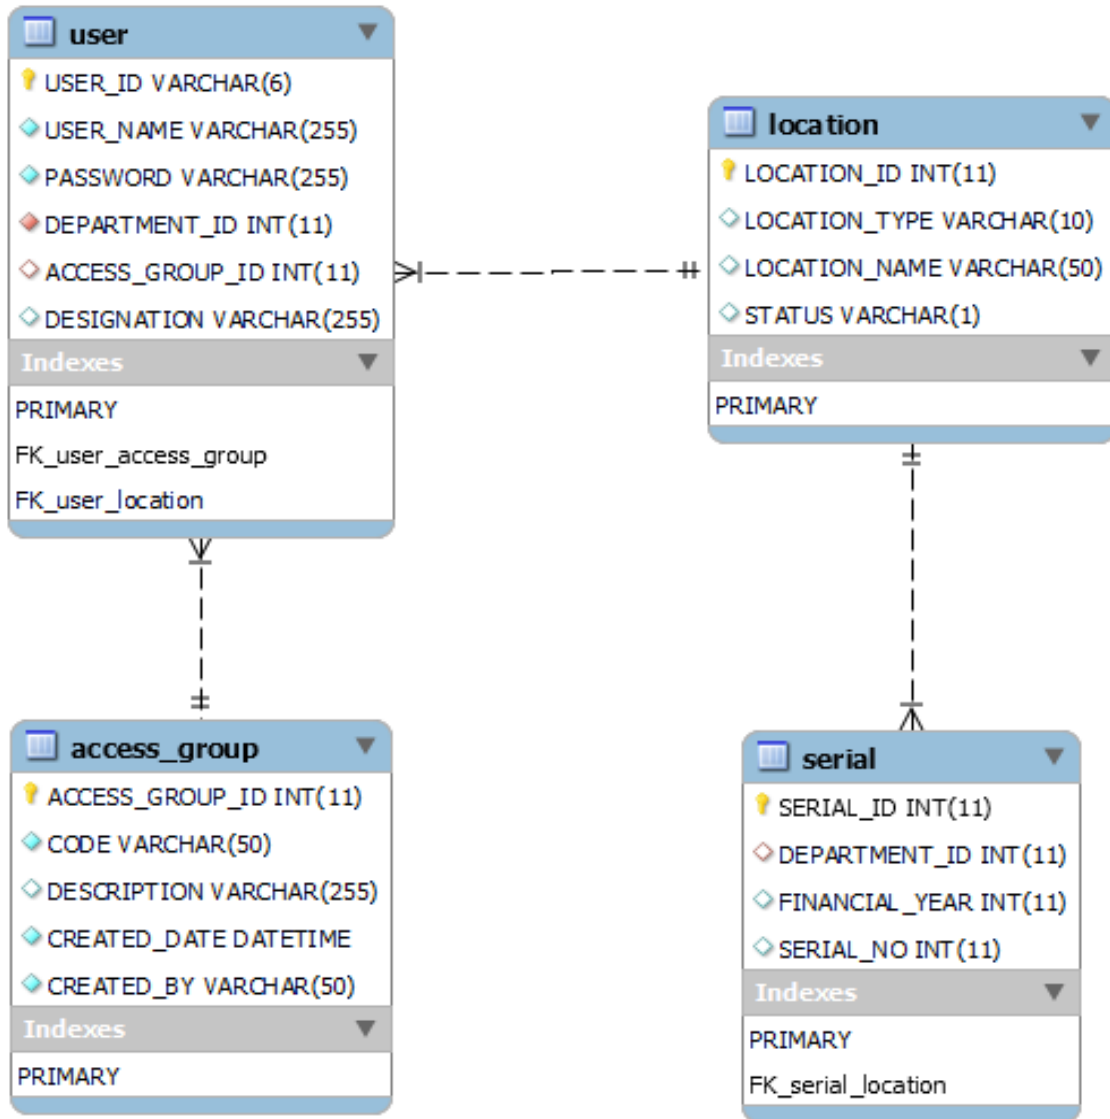 user
USER_ID VARCHAR(6)
USER_NAME VARCHAR(255)
PASSWORD VARCHAR(255)
DEPARTMENT_ID INT(11)
ACCESS_GROUP_ID INT(11)
DESIGNATION VARCHAR(255)
Indexes
PRIMARY
FK_user_access_group
FK_user_location
location
LOCATION_ID INT(11)
LOCATION_TYPE VARCHAR(10)
LOCATION_NAME VARCHAR(50)
STATUS VARCHAR(1)
Indexes
PRIMARY
access_group
ACCESS_GROUP_ID INT(11)
CODE VARCHAR(50)
DESCRIPTION VARCHAR(255)
CREATED_DATE DATETIME
CREATED_BY VARCHAR(50)
Indexes
PRIMARY
serial
SERIAL_ID INT(11)
DEPARTMENT_ID INT(11)
FINANCIAL_YEAR INT(11)
SERIAL_NO INT(11)
Indexes
PRIMARY
FK_serial_location